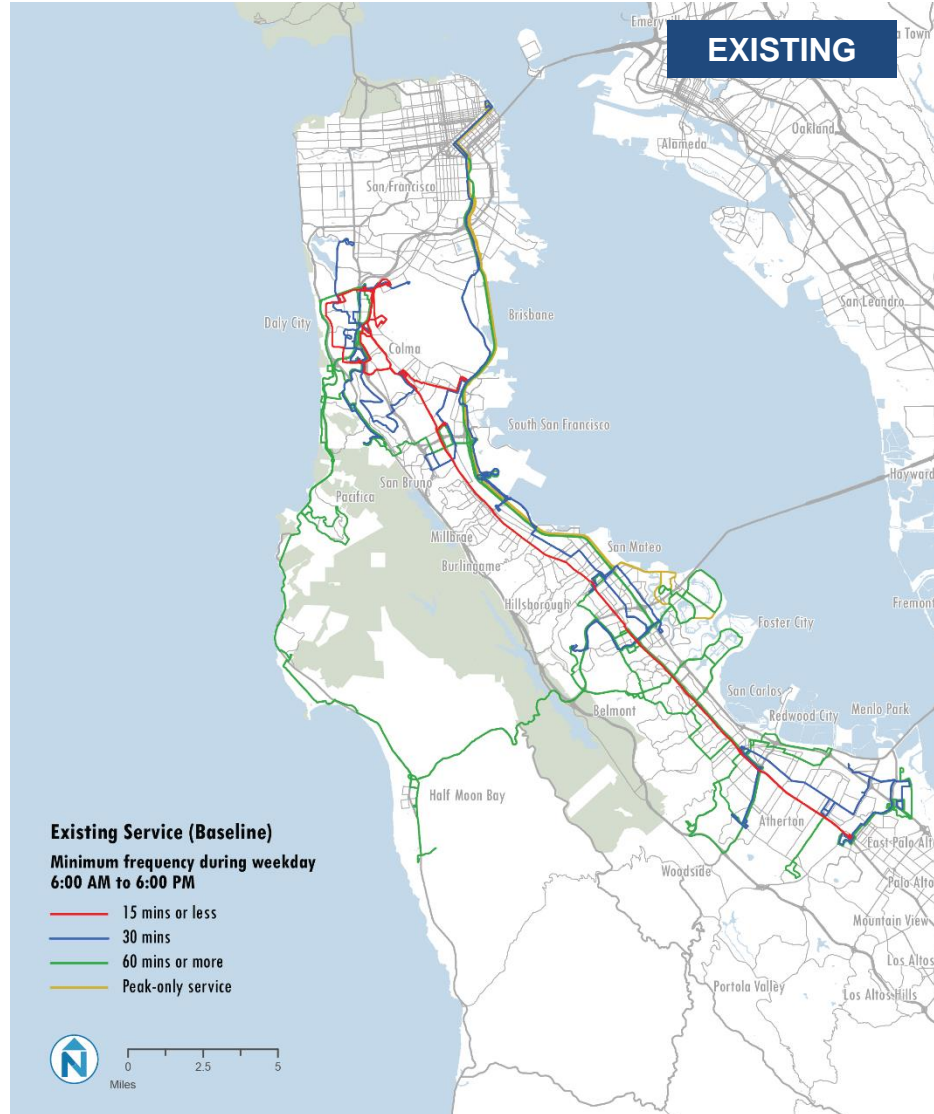 EXISTING
Emeryvill
a Town
Oakland
Alameda
San Francisco
San Leandro
Daly City
Brisbane
Colma
South San Francisco
Hayward
San Bruno
Pacifica
Millbrae
San Mateo
Burlingame
Hillsborough
Fremont
Foster City
San Carlos
Belmont
Redwood City
Menlo Park
Half Moon Bay
Atherton
East Palo Alt
Woodside
Palo Alto
Mountain View
Los Altos
Portola Valley
Los Altos Hills
Existing Service (Baseline)
Minimum frequency during weekday
6:00 AM to 6:00 PM
15 mins or less
30 mins
60 mins or more
Peak-only service
N
0 2.5 5
Miles